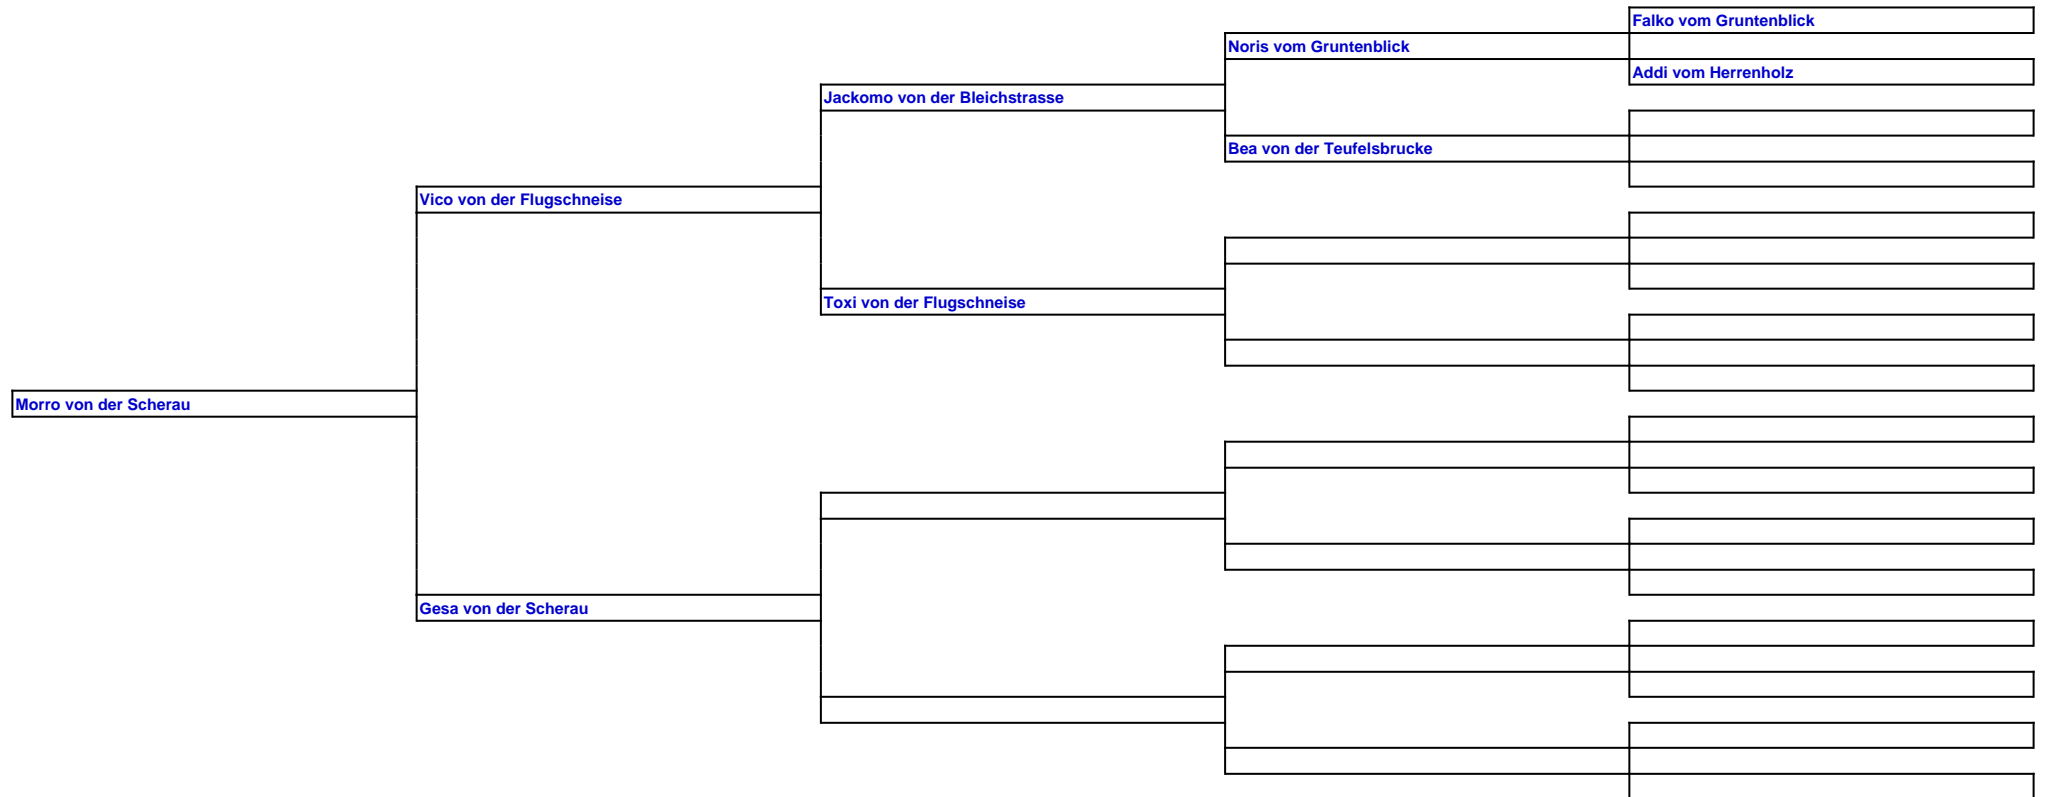 Falko vom Gruntenblick
Noris vom Gruntenblick
Addi vom Herrenholz
Jackomo von der Bleichstrasse
Bea von der Teufelsbrucke
Vico von der Flugschneise
Toxi von der Flugschneise
Morro von der Scherau
Gesa von der Scherau